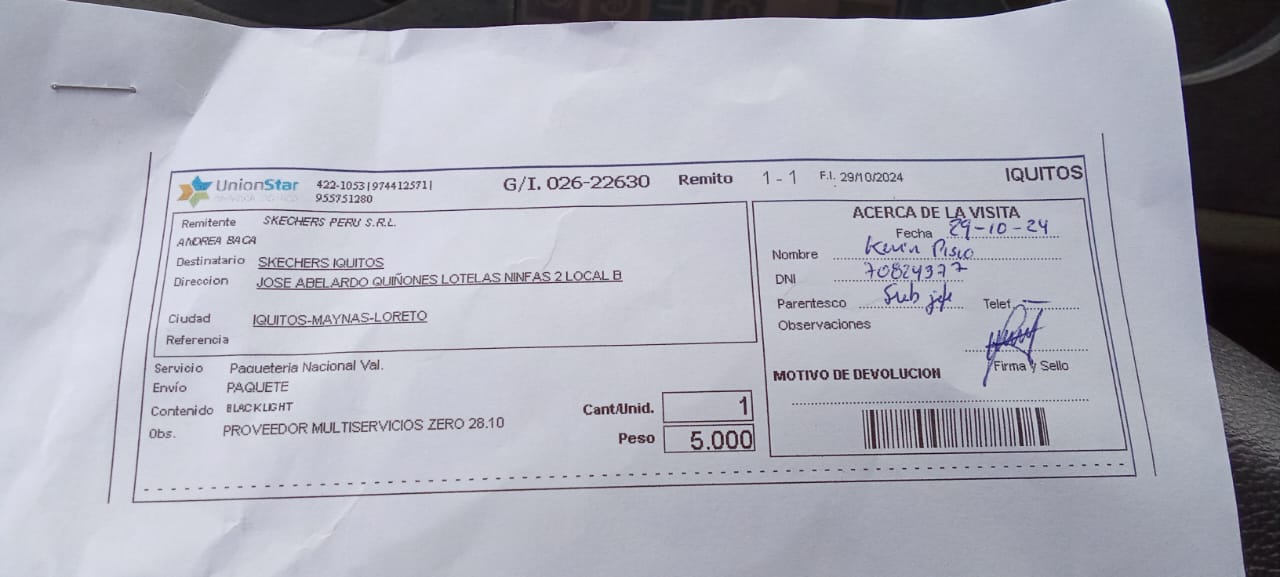 UnionStar 422-1053|974412571|
955751280
G/I. 026-22630 Remito 1 - 1 F.I. 29/10/2024 IQUITOS
Remitente SKECHERS PERU S.R.L.
ANDREA BACA
Destinatario SKECHERS IQUITOS
Direccion JOSE ABELARDO QUIÑONES LOTELAS NINFAS 2 LOCAL B
Ciudad IQUITOS-MAYNAS-LORETO
Referencia
Servicio Paqueteria Nacional Val.
Envío PAQUETE
Contenido BLACKLIGHT
Obs. PROVEEDOR MULTISERVICIOS ZERO 28.10
Cant/Unid. 1
Peso 5.000
ACERCA DE LA VISITA
Fecha 29-10-24
Nombre Kevin
DNI 70824377
Parentesco Sub jefe Telef.
Observaciones
Firma y Sello
MOTIVO DE DEVOLUCION